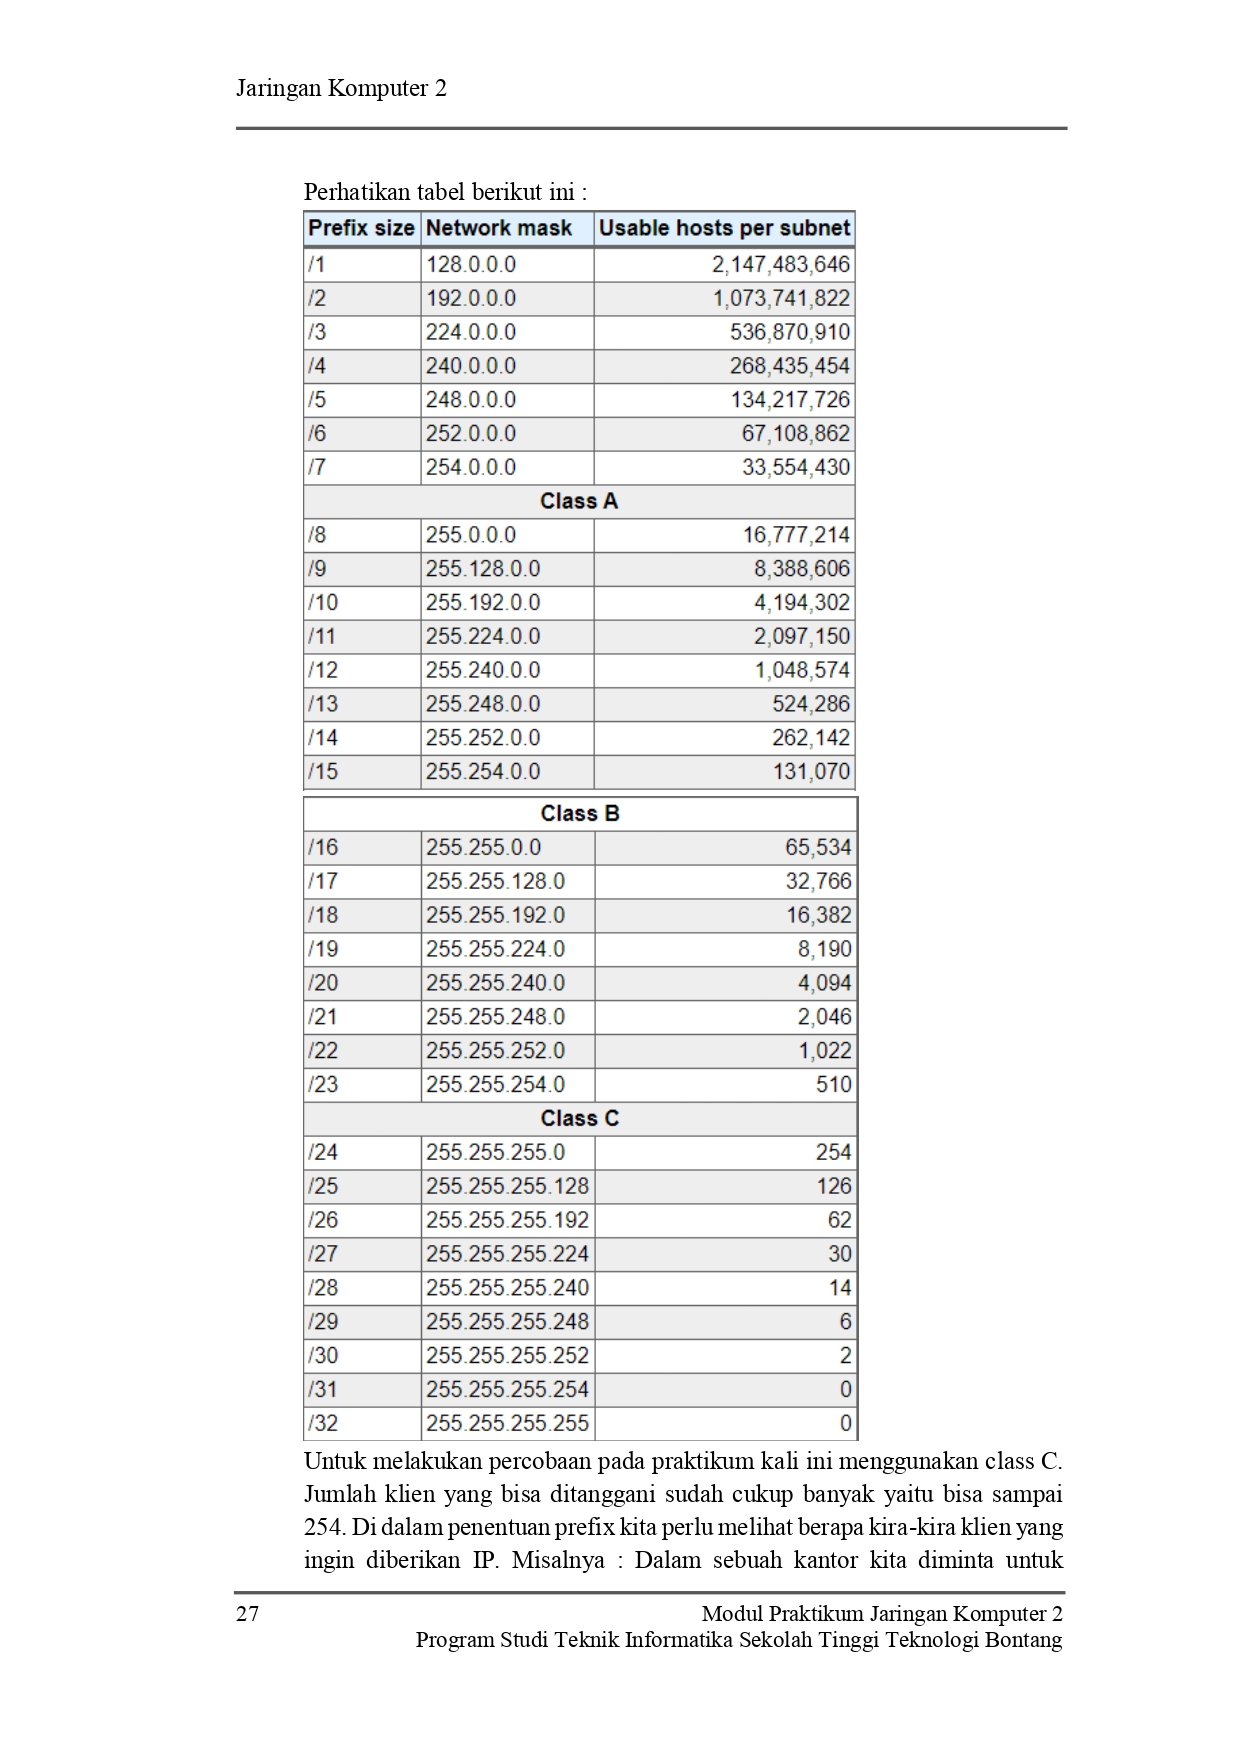 Jaringan Komputer 2
Perhatikan tabel berikut ini :
Prefix size Network mask Usable hosts per subnet
/1 128.0.0.0 2,147,483,646
/2 192.0.0.0 1,073,741,822
/3 224.0.0.0 536,870,910
/4 240.0.0.0 268,435,454
/5 248.0.0.0 134,217,726
/6 252.0.0.0 67,108,862
/7 254.0.0.0 33,554,430
Class A
/8 255.0.0.0 16,777,214
/9 255.128.0.0 8,388,606
/10 255.192.0.0 4,194,302
/11 255.224.0.0 2,097,150
/12 255.240.0.0 1,048,574
/13 255.248.0.0 524,286
/14 255.252.0.0 262,142
/15 255.254.0.0 131,070
Class B
/16 255.255.0.0 65,534
/17 255.255.128.0 32,766
/18 255.255.192.0 16,382
/19 255.255.224.0 8,190
/20 255.255.240.0 4,094
/21 255.255.248.0 2,046
/22 255.255.252.0 1,022
/23 255.255.254.0 510
Class C
/24 255.255.255.0 254
/25 255.255.255.128 126
/26 255.255.255.192 62
/27 255.255.255.224 30
/28 255.255.255.240 14
/29 255.255.255.248 6
/30 255.255.255.252 2
/31 255.255.255.254 0
/32 255.255.255.255 0
Untuk melakukan percobaan pada praktikum kali ini menggunakan class C.
Jumlah klien yang bisa ditanggani sudah cukup banyak yaitu bisa sampai
254. Di dalam penentuan prefix kita perlu melihat berapa kira-kira klien yang
ingin diberikan IP. Misalnya : Dalam sebuah kantor kita diminta untuk
27 Modul Praktikum Jaringan Komputer 2
Program Studi Teknik Informatika Sekolah Tinggi Teknologi Bontang